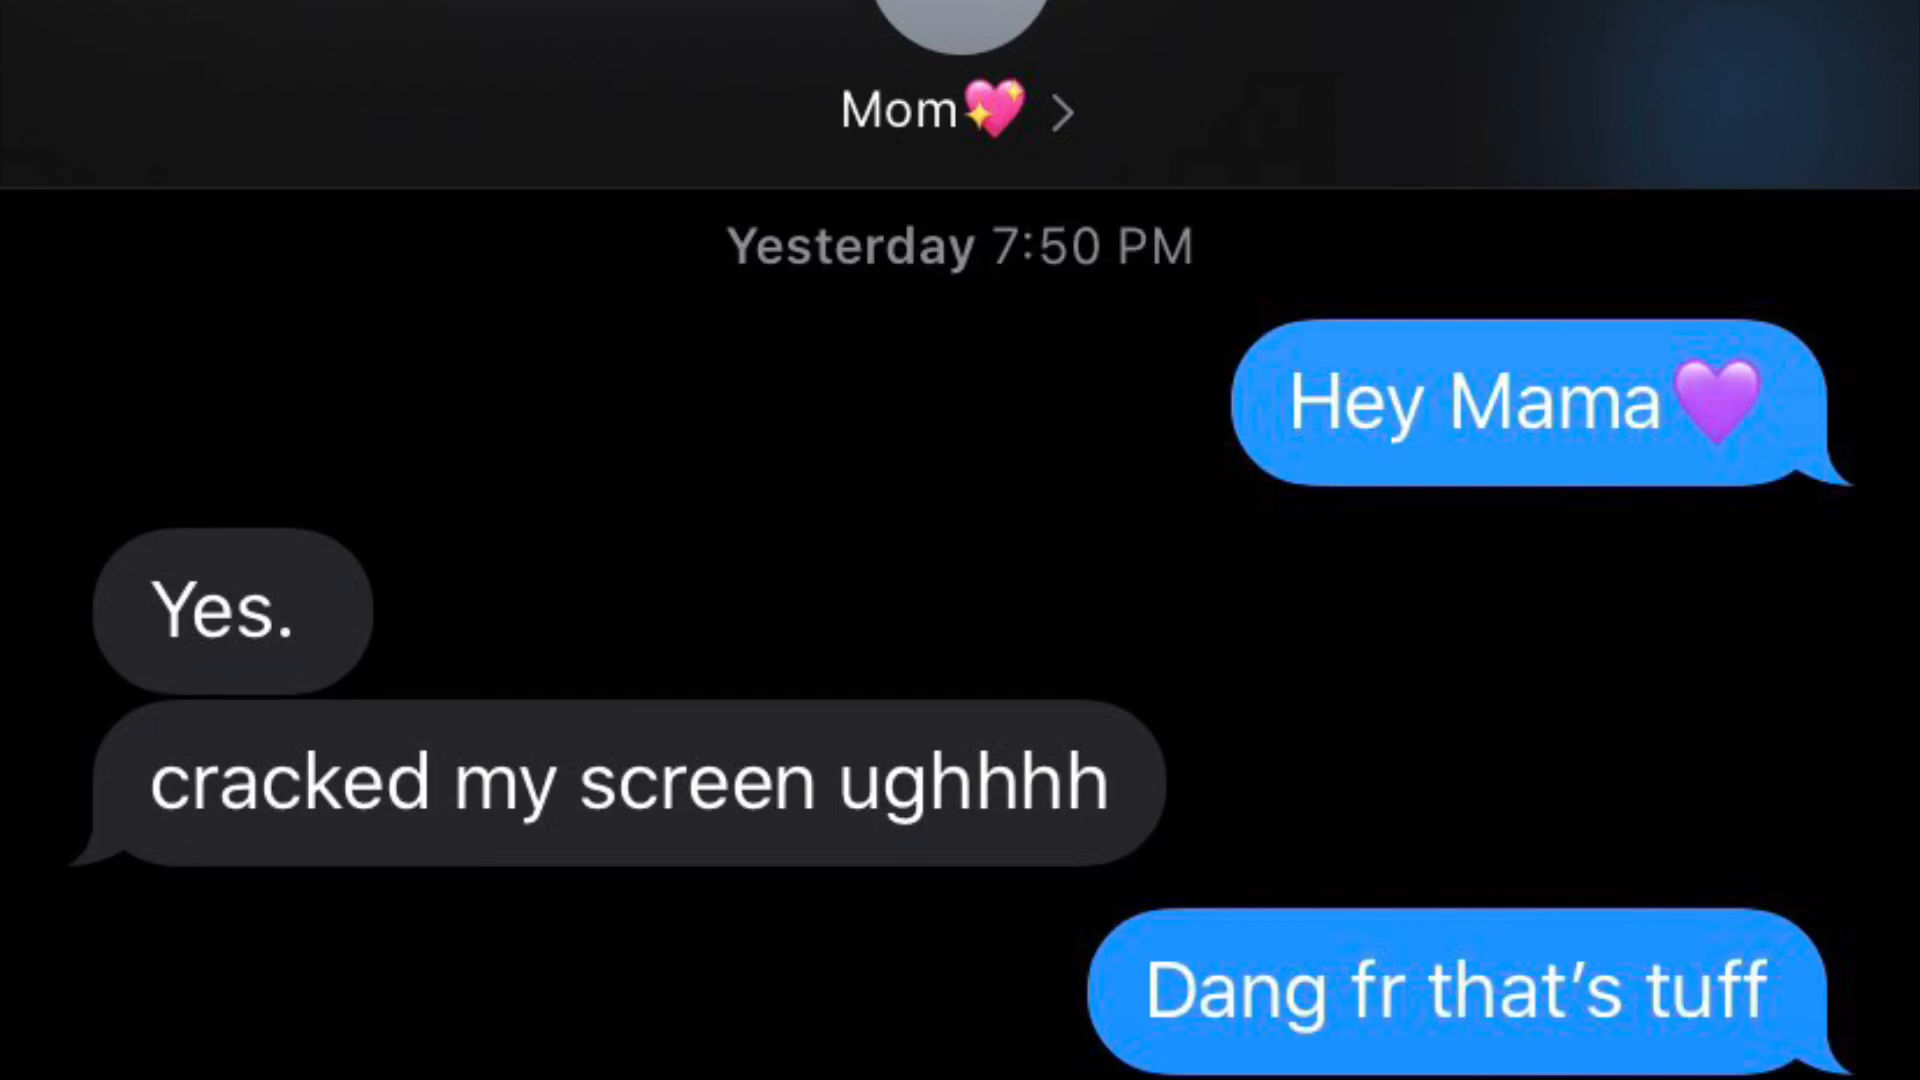 Mom💖 >
Yesterday 7:50 PM
Hey Mama💜
Yes.
cracked my screen ughhhh
Dang fr that’s tuff